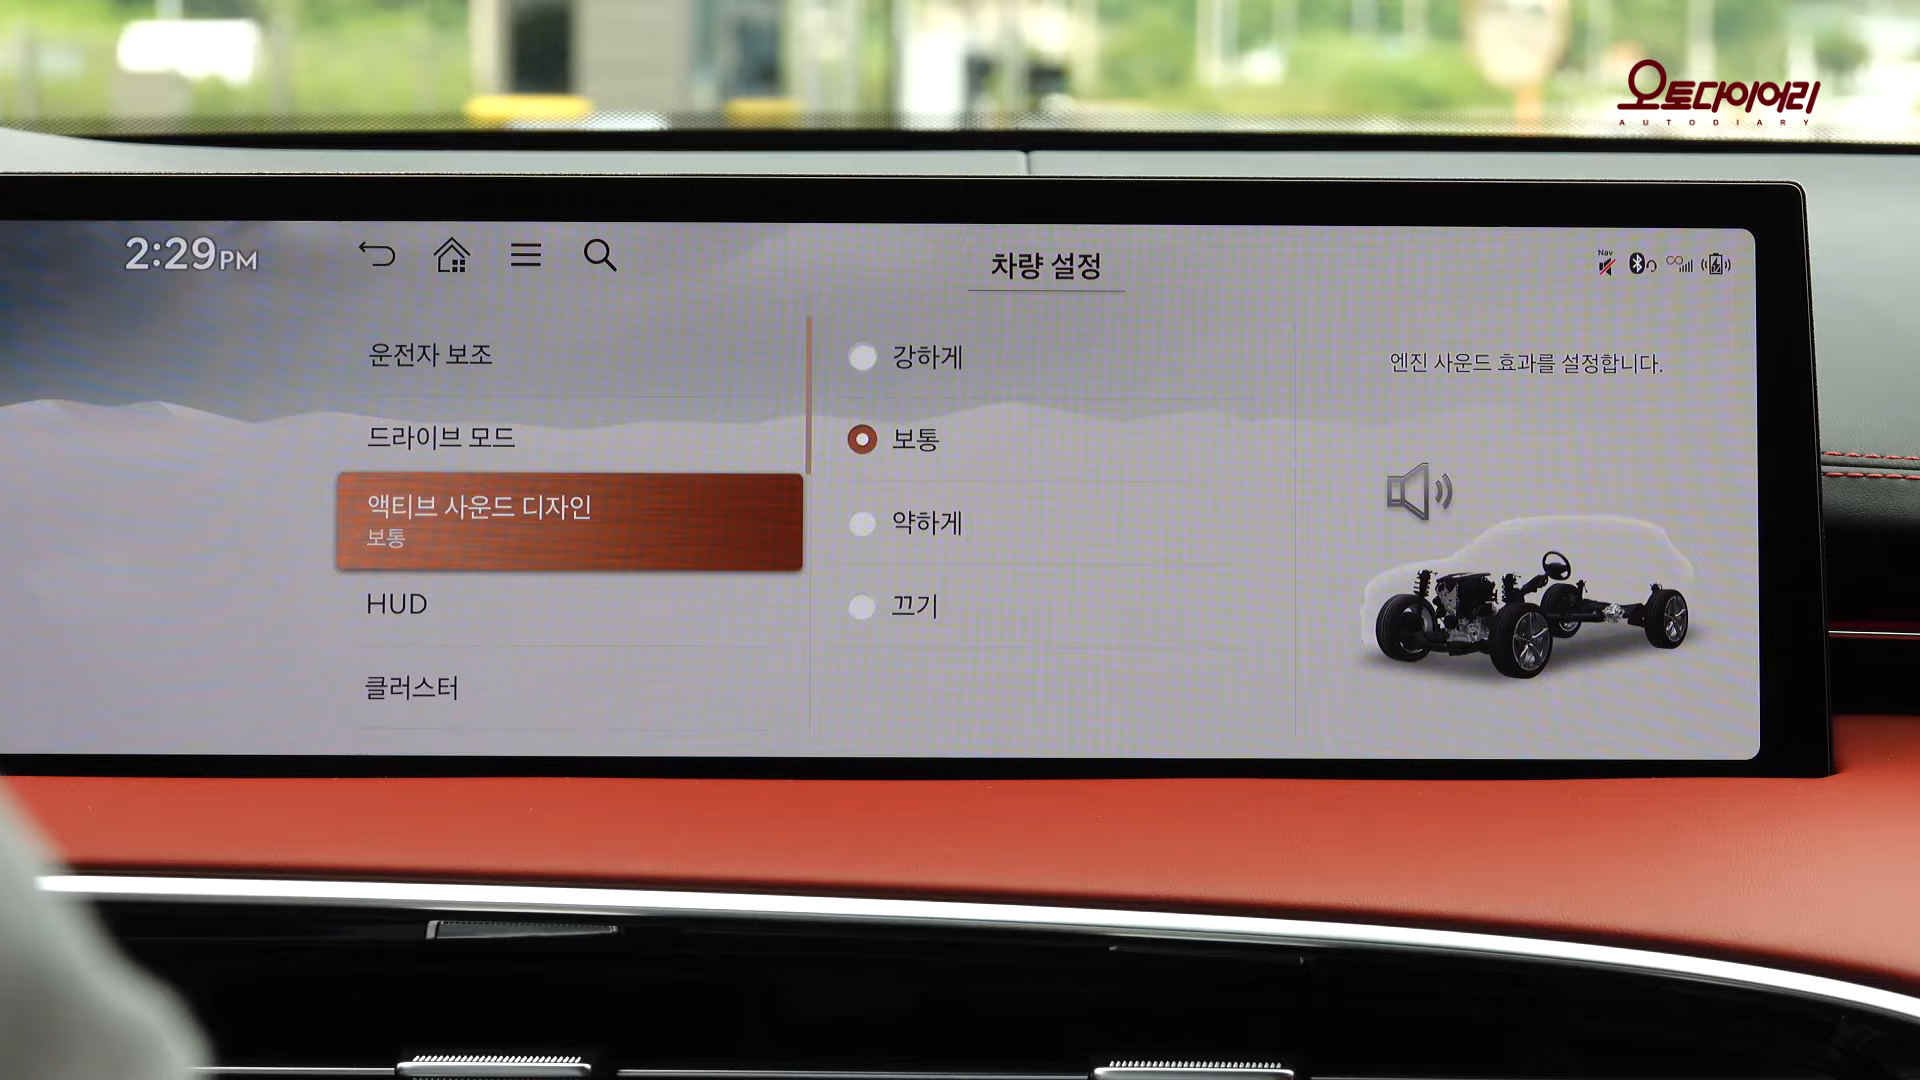 오토다이어리
AUTODIARY
2:29PM
차량 설정
Nav
운전자 보조
드라이브 모드
액티브 사운드 디자인
보통
HUD
클러스터
강하게
보통
약하게
끄기
엔진 사운드 효과를 설정합니다.